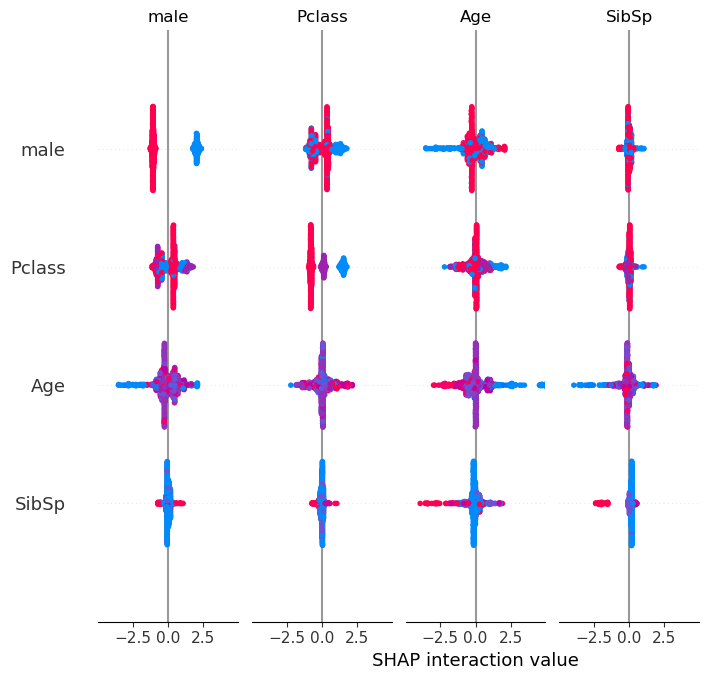 male Pclass Age SibSp
male
Pclass
Age
SibSp
−2.5 0.0 2.5 −2.5 0.0 2.5 −2.5 0.0 2.5 −2.5 0.0 2.5
SHAP interaction value